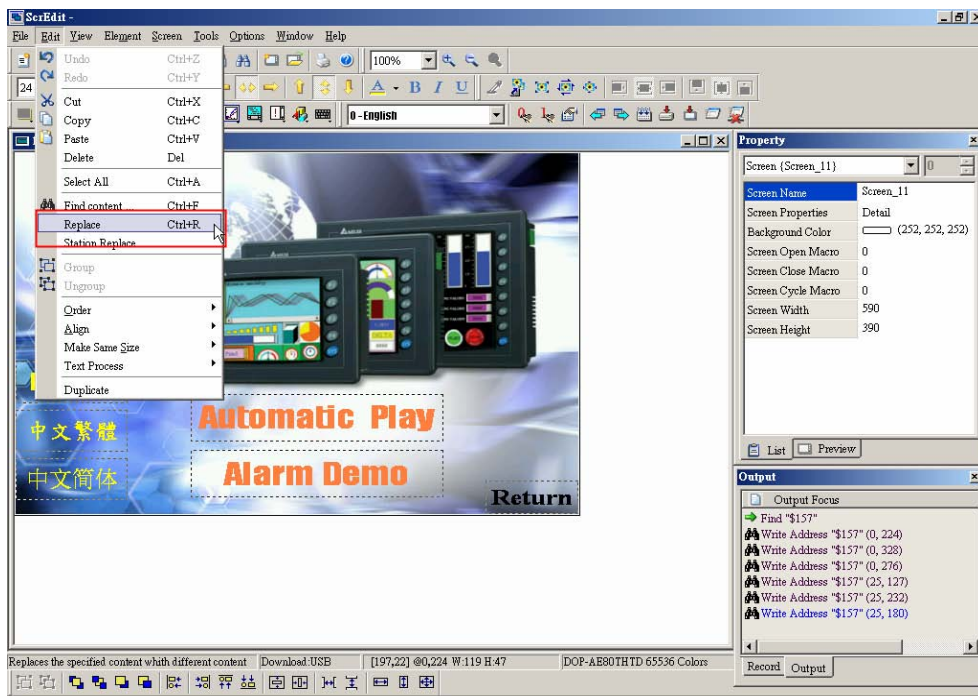 ScrEdit -
File Edit View Element Screen Tools Options Window Help
Undo Ctrl+Z
Redo Ctrl+Y
Cut Ctrl+X
Copy Ctrl+C
Paste Ctrl+V
Delete Del
Select All Ctrl+A
Find content ... Ctrl+F
Replace Ctrl+R
Station Replace
Group
Ungroup
Order
Align
Make Same Size
Text Process
Duplicate
100%
24
A B I U
0 - English
中文繁體
中文简体
Automatic Play
Alarm Demo
Return
Property
Screen {Screen_11}
0
Screen Name Screen_11
Screen Properties Detail
Background Color (252, 252, 252)
Screen Open Macro 0
Screen Close Macro 0
Screen Cycle Macro 0
Screen Width 590
Screen Height 390
List Preview
Output
Output Focus
Find "$157"
Write Address "$157" (0, 224)
Write Address "$157" (0, 328)
Write Address "$157" (0, 276)
Write Address "$157" (25, 127)
Write Address "$157" (25, 232)
Write Address "$157" (25, 180)
Record Output
Replaces the specified content whith different content Download:USB [197,22] @0,224 W:119 H:47 DOP-AE80THTD 65536 Colors